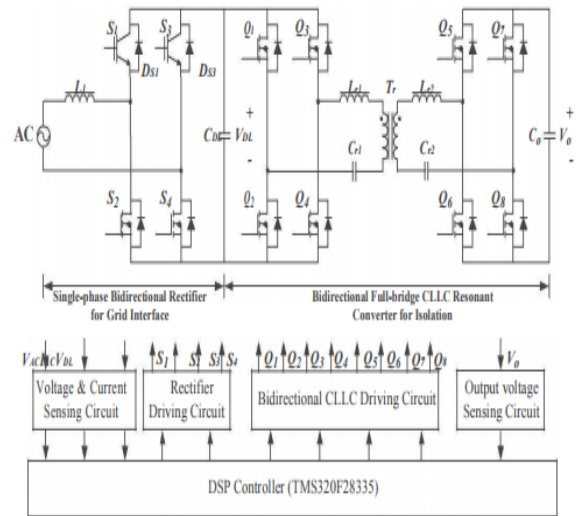 S1 S3 Q1 Q3 Q5 Q7
DS1 DS3
L1 Lr1 Tr Lr2
AC CDL VDL + - Cr1 Cr2 Co Vo + -
S2 S4 Q2 Q4 Q6 Q8
Single-phase Bidirectional Rectifier
for Grid Interface
Bidirectional Full-bridge CLLC Resonant
Converter for Isolation
VAC VDL S1 S2 S3 S4 Q1 Q2 Q3 Q4 Q5 Q6 Q7 Q8 Vo
Voltage & Current
Sensing Circuit
Rectifier
Driving Circuit
Bidirectional CLLC Driving Circuit
Output voltage
Sensing Circuit
DSP Controller (TMS320F28335)